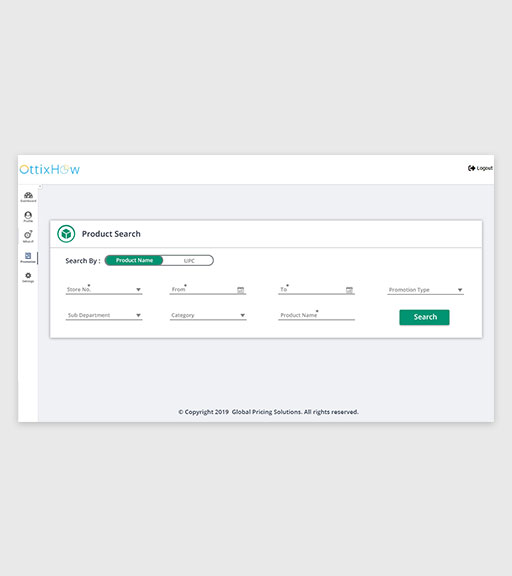 OttixHow
Logout
Dashboard
Profile
What-If
Promotion
Settings
Product Search
Search By :
Product Name
UPC
Store No.*
From*
To*
Promotion Type
Sub Department
Category
Product Name*
Search
© Copyright 2019 Global Pricing Solutions. All rights reserved.